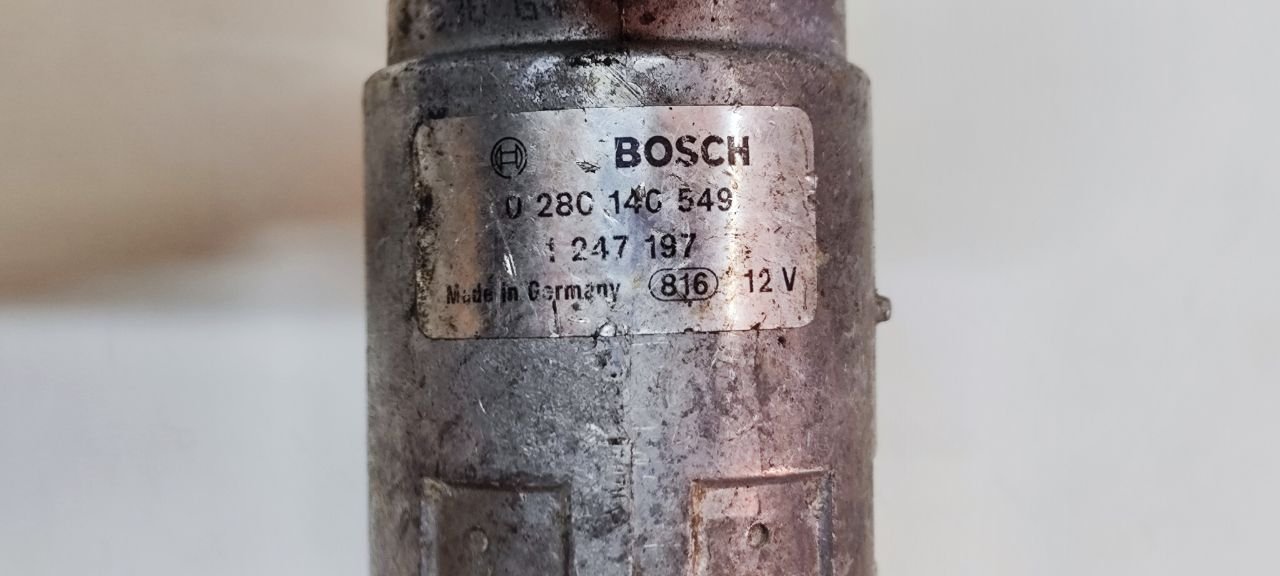 BOSCH
0 280 140 549
1 247 197
Made in Germany 816 12 V